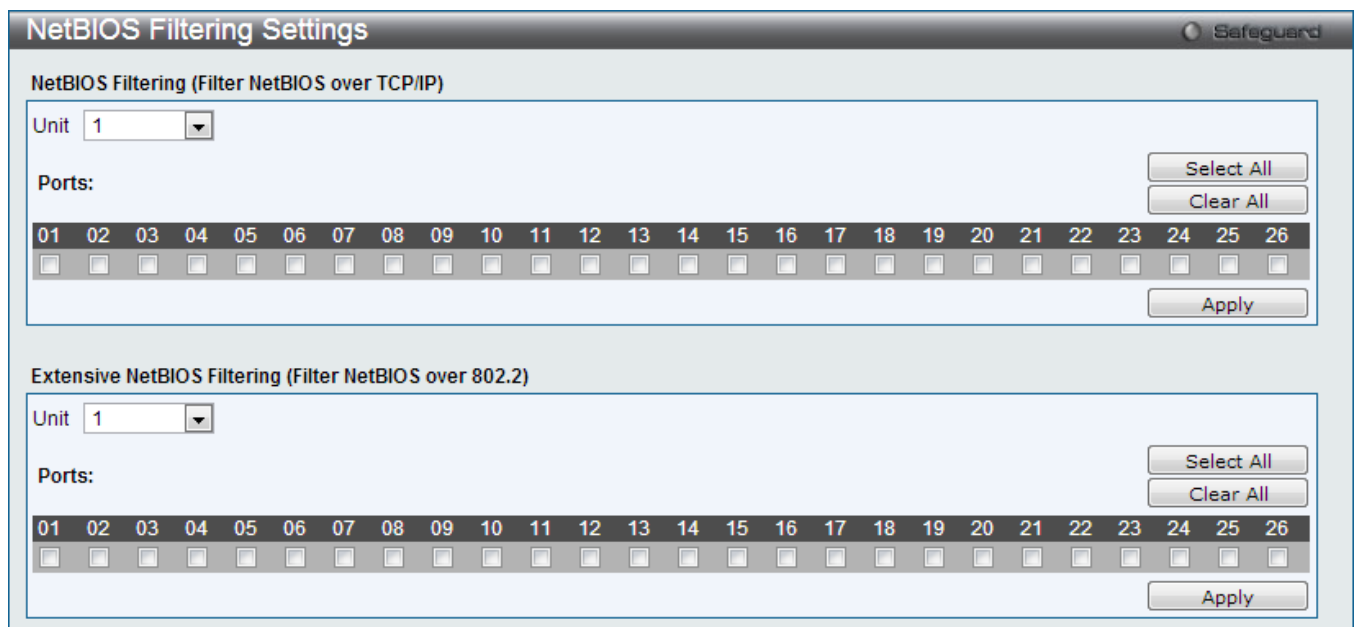 NetBIOS Filtering Settings Safeguard
NetBIOS Filtering (Filter NetBIOS over TCP/IP)
Unit 1
Select All
Ports:
Clear All
01 02 03 04 05 06 07 08 09 10 11 12 13 14 15 16 17 18 19 20 21 22 23 24 25 26
Apply
Extensive NetBIOS Filtering (Filter NetBIOS over 802.2)
Unit 1
Select All
Ports:
Clear All
01 02 03 04 05 06 07 08 09 10 11 12 13 14 15 16 17 18 19 20 21 22 23 24 25 26
Apply